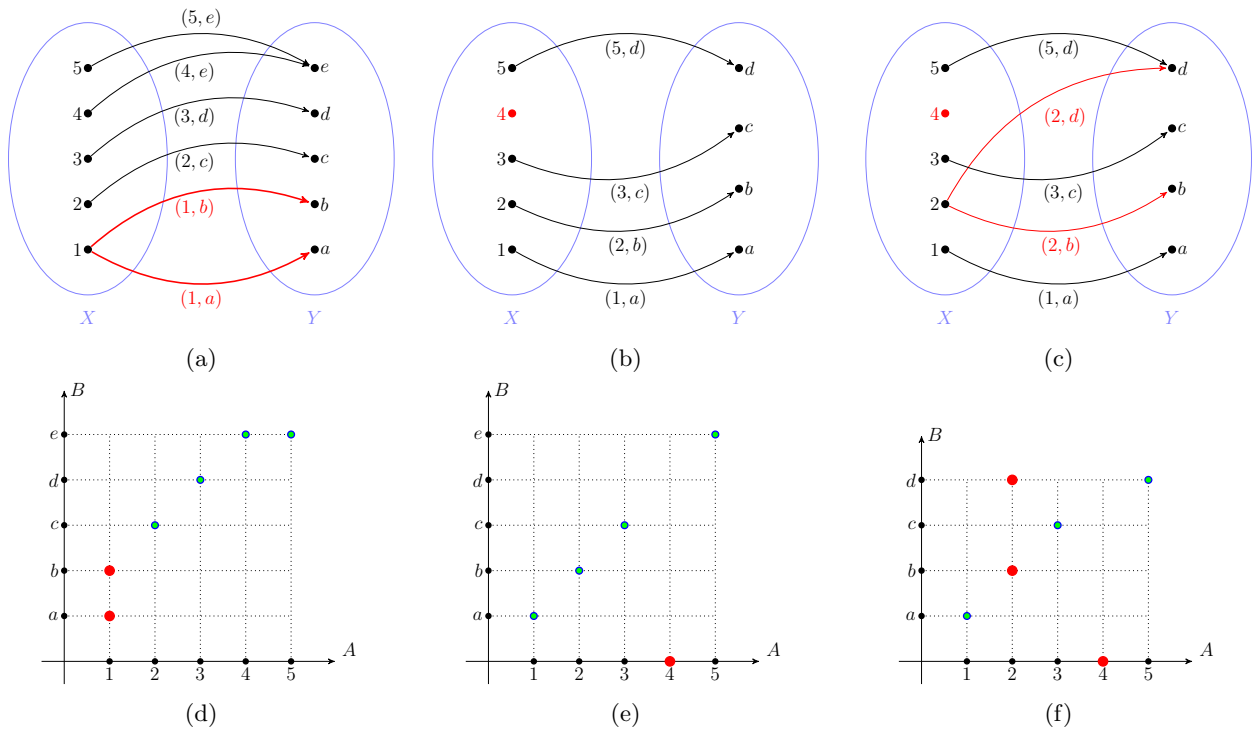 (5, e)
5
(4, e)
e
4
(3, d)
d
3
(2, c)
c
2
(1, b)
b
1
a
(1, a)
X
Y
(a)
5
(5, d)
d
4
c
3
(3, c)
b
2
(2, b)
1
a
(1, a)
X
Y
(b)
5
(5, d)
d
4
(2, d)
c
3
(3, c)
b
2
(2, b)
1
a
(1, a)
X
Y
(c)
B
e
d
c
b
a
A
1 2 3 4 5
(d)
B
e
d
c
b
a
A
1 2 3 4 5
(e)
B
d
c
b
a
A
1 2 3 4 5
(f)